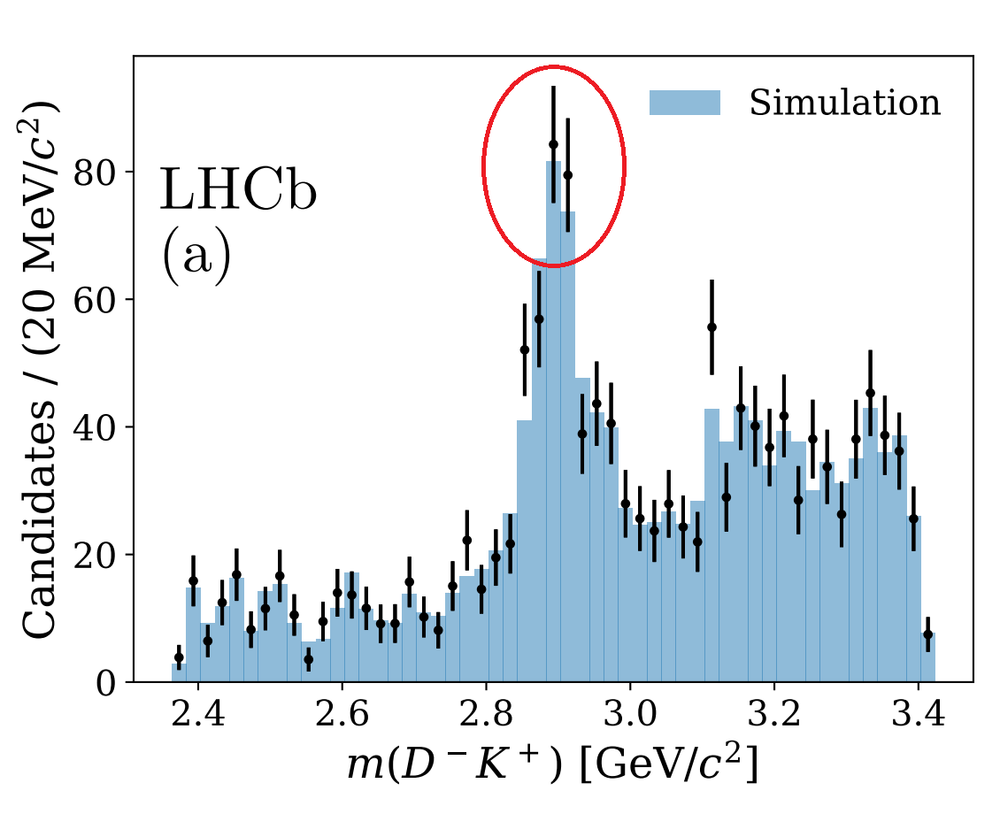 Simulation
LHCb
(a)
Candidates / (20 MeV/c²)
80
60
40
20
0
2.4 2.6 2.8 3.0 3.2 3.4
m(D⁻K⁺) [GeV/c²]